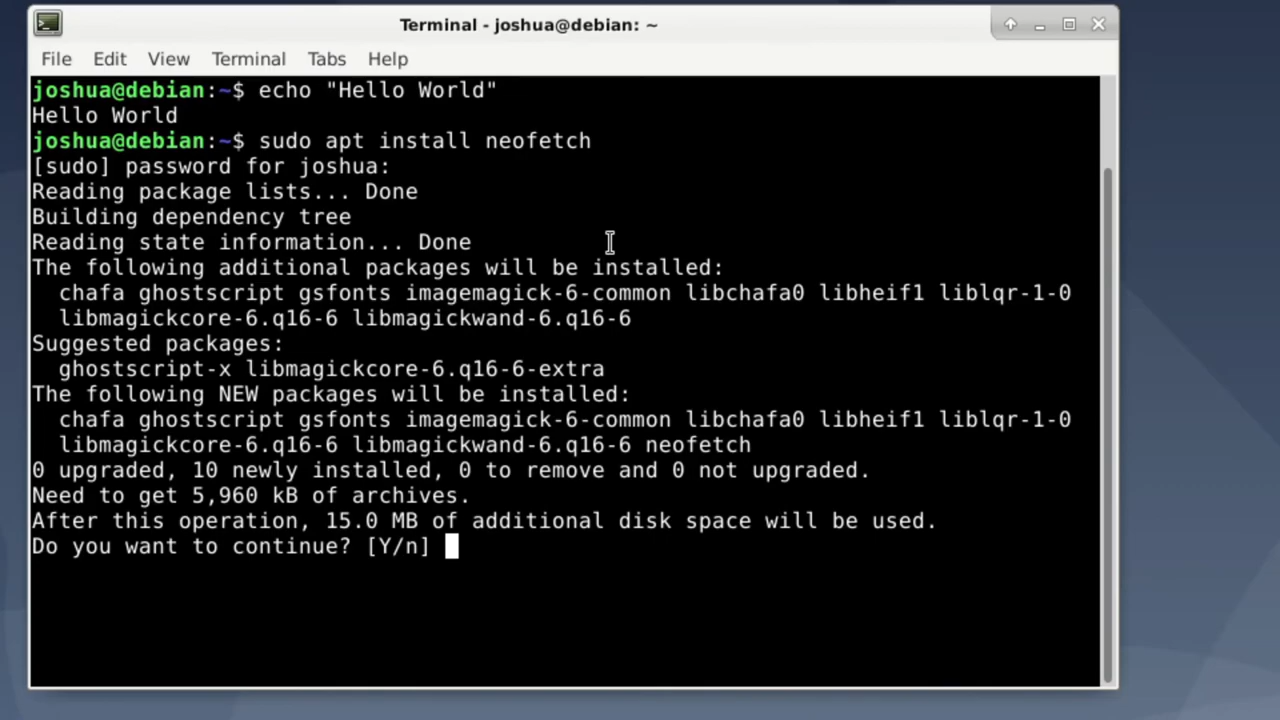 Terminal - joshua@debian: ~
File Edit View Terminal Tabs Help
joshua@debian:~$ echo "Hello World"
Hello World
joshua@debian:~$ sudo apt install neofetch
[sudo] password for joshua:
Reading package lists... Done
Building dependency tree
Reading state information... Done
The following additional packages will be installed:
  chafa ghostscript gsfonts imagemagick-6-common libchafa0 libheif1 liblqr-1-0
  libmagickcore-6.q16-6 libmagickwand-6.q16-6
Suggested packages:
  ghostscript-x libmagickcore-6.q16-6-extra
The following NEW packages will be installed:
  chafa ghostscript gsfonts imagemagick-6-common libchafa0 libheif1 liblqr-1-0
  libmagickcore-6.q16-6 libmagickwand-6.q16-6 neofetch
0 upgraded, 10 newly installed, 0 to remove and 0 not upgraded.
Need to get 5,960 kB of archives.
After this operation, 15.0 MB of additional disk space will be used.
Do you want to continue? [Y/n]